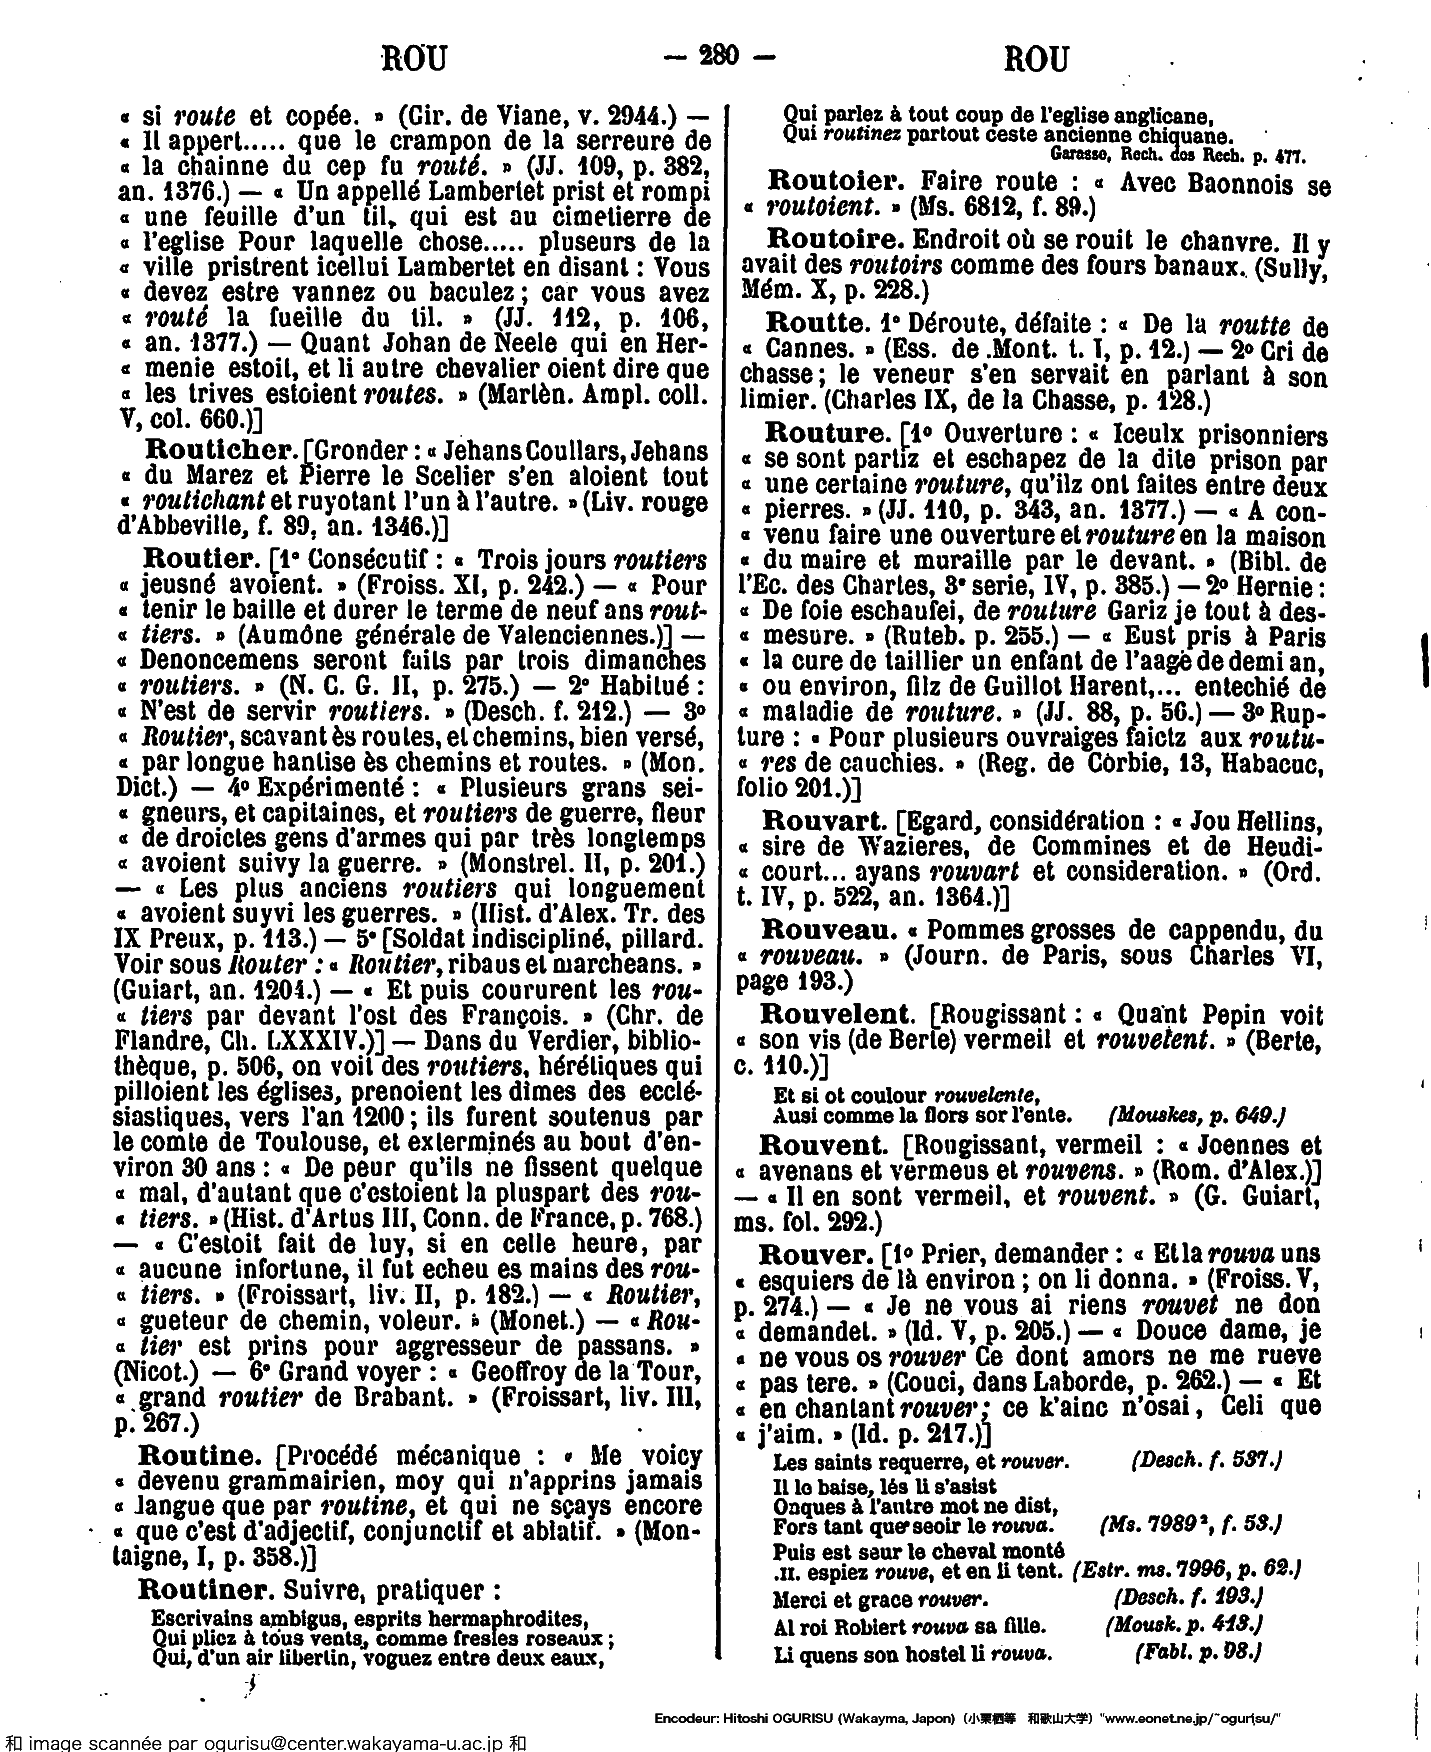 ROU
— 280 —
ROU
« si route et copée. » (Gir. de Viane, v. 2944.) —
« Il appert..... que le crampon de la serreure de
« la chainne du cep fu routé. » (JJ. 109, p. 382,
an. 1376.) — « Un appellé Lambertet prist et rompi
« une feuille d'un til, qui est au cimetierre de
« l'eglise Pour laquelle chose..... pluseurs de la
« ville pristrent icellui Lambertet en disant : Vous
« devez estre vannez ou baculez ; car vous avez
« routé la fueille du til. » (JJ. 112, p. 106,
« an. 1377.) — Quant Johan de Neele qui en Her-
« menie estoit, et li autre chevalier oient dire que
« les trives estoient routes. » (Martèn. Ampl. coll.
V, col. 660.)]
Routicher. [Gronder : « Jehans Coullars, Jehans
« du Marez et Pierre le Scelier s'en aloient tout
« routichant et ruyotant l'un à l'autre. » (Liv. rouge
d'Abbeville, f. 89, an. 1346.)]
Routier. [1° Consécutif : « Trois jours routiers
« jeusné avoient. » (Froiss. XI, p. 242.) — « Pour
« tenir le baille et durer le terme de neuf ans rout-
« tiers. » (Aumône générale de Valenciennes.)] —
« Denoncemens seront faits par trois dimanches
« routiers. » (N. C. G. II, p. 275.) — 2° Habitué :
« N'est de servir routiers. » (Desch. f. 212.) — 3o
« Routier, scavant ès routes, et chemins, bien versé,
« par longue hantise ès chemins et routes. » (Mon.
Dict.) — 4o Expérimenté : « Plusieurs grans sei-
« gneurs, et capitaines, et routiers de guerre, fleur
« de droictes gens d'armes qui par très longtemps
« avoient suivy la guerre. » (Monstrel. II, p. 201.)
— « Les plus anciens routiers qui longuement
« avoient suyvi les guerres. » (Hist. d'Alex. Tr. des
IX Preux, p. 113.) — 5° [Soldat indiscipliné, pillard.
Voir sous Router : « Routier, ribaus et marcheans. »
(Guiart, an. 1204.) — « Et puis coururent les rou-
« tiers par devant l'ost des François. » (Chr. de
Flandre, Ch. LXXXIV.)] — Dans du Verdier, biblio-
thèque, p. 506, on voit des routiers, hérétiques qui
pilloient les églises, prenoient les dimes des ecclé-
siastiques, vers l'an 1200 ; ils furent soutenus par
le comte de Toulouse, et exterminés au bout d'en-
viron 30 ans : « De peur qu'ils ne fissent quelque
« mal, d'autant que c'estoient la pluspart des rou-
« tiers. » (Hist. d'Artus III, Conn. de France, p. 768.)
— « C'estoit fait de luy, si en celle heure, par
« aucune infortune, il fut echeu es mains des rou-
« tiers. » (Froissart, liv. II, p. 182.) — « Routier,
« gueteur de chemin, voleur. » (Monet.) — « Rou-
« tier est prins pour aggresseur de passans. »
(Nicot.) — 6° Grand voyer : « Geoffroy de la Tour,
« grand routier de Brabant. » (Froissart, liv. III,
p. 267.)
Routine. [Procédé mécanique : « Me voicy
« devenu grammairien, moy qui n'apprins jamais
« langue que par routine, et qui ne sçays encore
« que c'est d'adjectif, conjunctif et ablatif. » (Mon-
taigne, I, p. 358.)]
Routiner. Suivre, pratiquer :
Escrivains ambigus, esprits hermaphrodites,
Qui pliez à tous vents, comme fresles roseaux ;
Qui, d'un air libertin, voguez entre deux eaux,
Qui parlez à tout coup de l'eglise anglicane,
Qui routinez partout ceste ancienne chiquane.
Garasse, Rech. des Rech. p. 477.
Routoier. Faire route : « Avec Baonnois se
« routoient. » (Ms. 6812, f. 89.)
Routoire. Endroit où se rouit le chanvre. Il y
avait des routoirs comme des fours banaux. (Sully,
Mém. X, p. 228.)
Routte. 1° Déroute, défaite : « De la routte de
« Cannes. » (Ess. de Mont. t. I, p. 12.) — 2o Cri de
chasse ; le veneur s'en servait en parlant à son
limier. (Charles IX, de la Chasse, p. 128.)
Routure. [1o Ouverture : « Iceulx prisonniers
« se sont partiz et eschapez de la dite prison par
« une certaine routure, qu'ilz ont faites entre deux
« pierres. » (JJ. 110, p. 343, an. 1377.) — « A con-
« venu faire une ouverture et routure en la maison
« du maire et muraille par le devant. » (Bibl. de
l'Ec. des Chartes, 3e serie, IV, p. 385.) — 2o Hernie :
« De foie eschaufei, de routure Gariz je tout à des-
« mesure. » (Ruteb. p. 255.) — « Eust pris à Paris
« la cure de taillier un enfant de l'aage de demi an,
« ou environ, filz de Guillot Harent,... entechié de
« maladie de routure. » (JJ. 88, p. 56.) — 3o Rup-
ture : « Pour plusieurs ouvraiges faictz aux routu-
« res de cauchies. » (Reg. de Corbie, 13, Habacuc,
folio 201.)]
Rouvart. [Egard, considération : « Jou Hellins,
« sire de Wazieres, de Commines et de Heudi-
« court... ayans rouvart et consideration. » (Ord.
t. IV, p. 522, an. 1364.)]
Rouveau. « Pommes grosses de cappendu, du
« rouveau. » (Journ. de Paris, sous Charles VI,
page 193.)
Rouvelent. [Rougissant : « Quant Pepin voit
« son vis (de Berte) vermeil et rouvelent. » (Berte,
c. 110.)]
Et si ot coulour rouvelente,
Ausi comme la flors sor l'ente. (Mouskes, p. 649.)
Rouvent. [Rougissant, vermeil : « Joennes et
« avenans et vermeus et rouvens. » (Rom. d'Alex.)]
— « Il en sont vermeil, et rouvent. » (G. Guiart,
ms. fol. 292.)
Rouver. [1o Prier, demander : « Et la rouva uns
« esquiers de là environ ; on li donna. » (Froiss. V,
p. 274.) — « Je ne vous ai riens rouvet ne don
« demandet. » (Id. V, p. 205.) — « Douce dame, je
« ne vous os rouver Ce dont amors ne me rueve
« pas tere. » (Couci, dans Laborde, p. 262.) — « Et
« en chantant rouver ; ce k'ainc n'osai, Celi que
« j'aim. » (Id. p. 217.)]
Les saints requerre, et rouver. (Desch. f. 537.)
Il lo baise, lés li s'asist
Onques à l'autre mot ne dist,
Fors tant que seoir le rouva. (Ms. 7989², f. 53.)
Puis est seur le cheval monté
.II. espiez rouve, et en li tent. (Estr. ms. 7996, p. 62.)
Merci et grace rouver. (Desch. f. 193.)
Al roi Robiert rouva sa fille. (Mousk. p. 413.)
Li quens son hostel li rouva. (Fabl. p. 98.)
Encodeur: Hitoshi OGURISU (Wakayma, Japon) (小栗栖等 和歌山大学) "www.eonet.ne.jp/~ogurisu/"
和 image scannée par ogurisu@center.wakayama-u.ac.jp 和